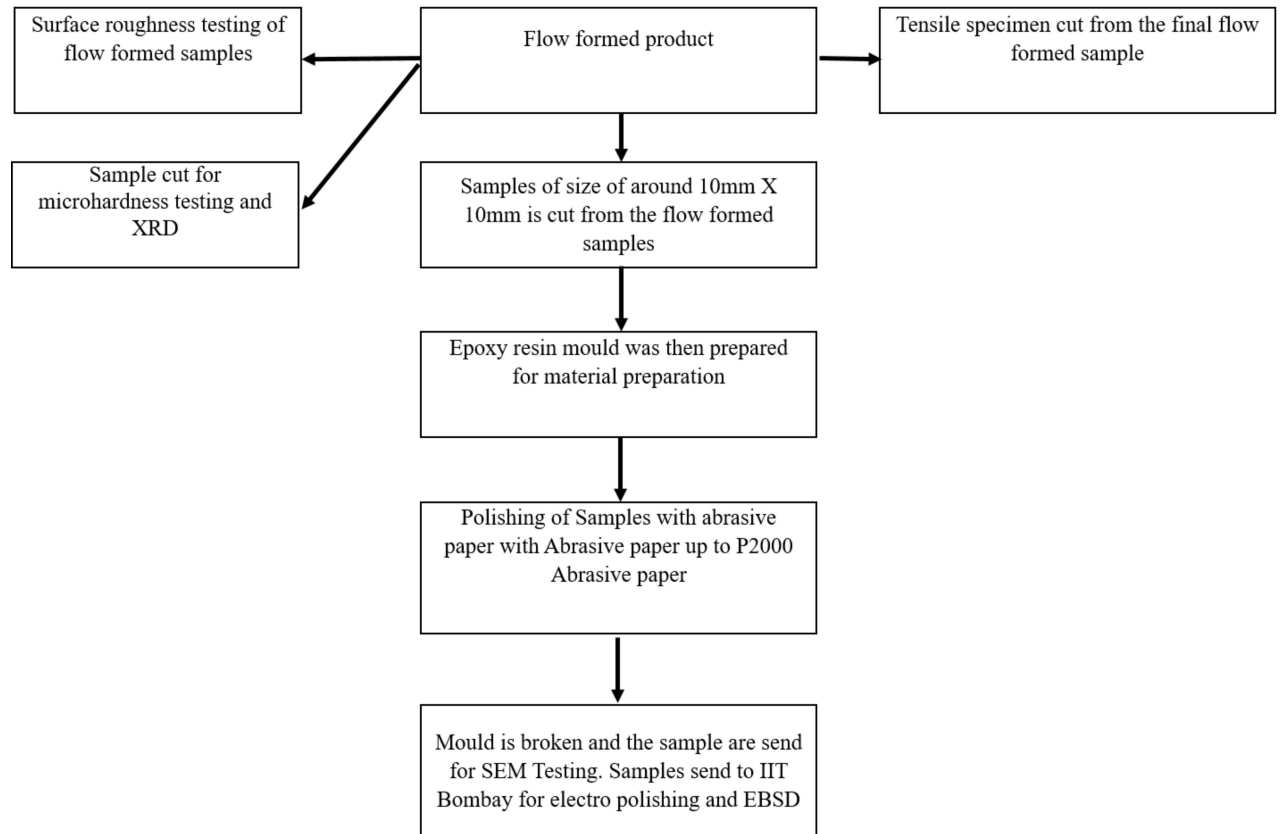 Surface roughness testing of
flow formed samples
Flow formed product
Tensile specimen cut from the final flow
formed sample
Sample cut for
microhardness testing and
XRD
Samples of size of around 10mm X
10mm is cut from the flow formed
samples
Epoxy resin mould was then prepared
for material preparation
Polishing of Samples with abrasive
paper with Abrasive paper up to P2000
Abrasive paper
Mould is broken and the sample are send
for SEM Testing. Samples send to IIT
Bombay for electro polishing and EBSD